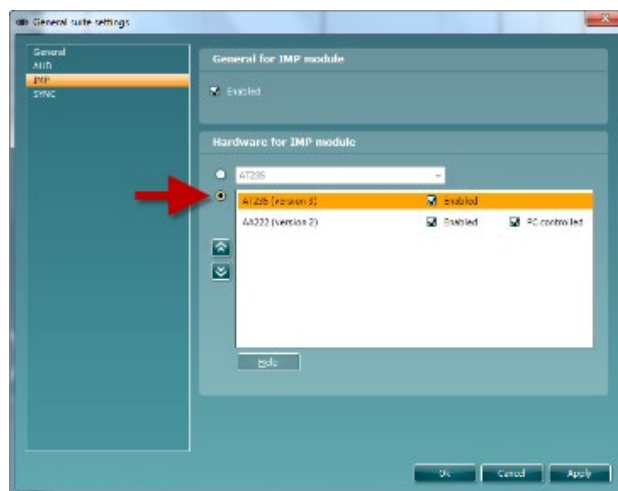 General suite settings
General
AUD
IMP
SYNC
General for IMP module
Enabled
Hardware for IMP module
AT235
AT235 (version 3) Enabled
AA222 (version 2) Enabled PC controlled
Help
Ok Cancel Apply